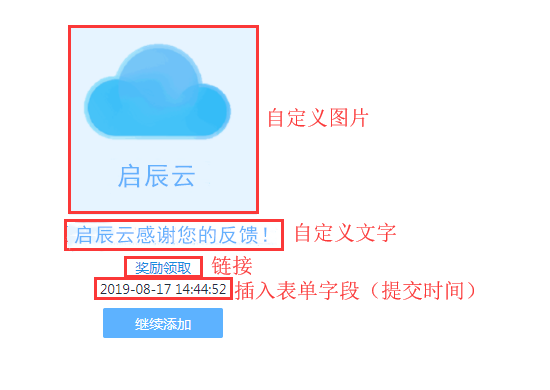 自定义图片
启辰云
启辰云感谢您的反馈！
自定义文字
奖励领取
链接
2019-08-17 14:44:52
插入表单字段（提交时间）
继续添加